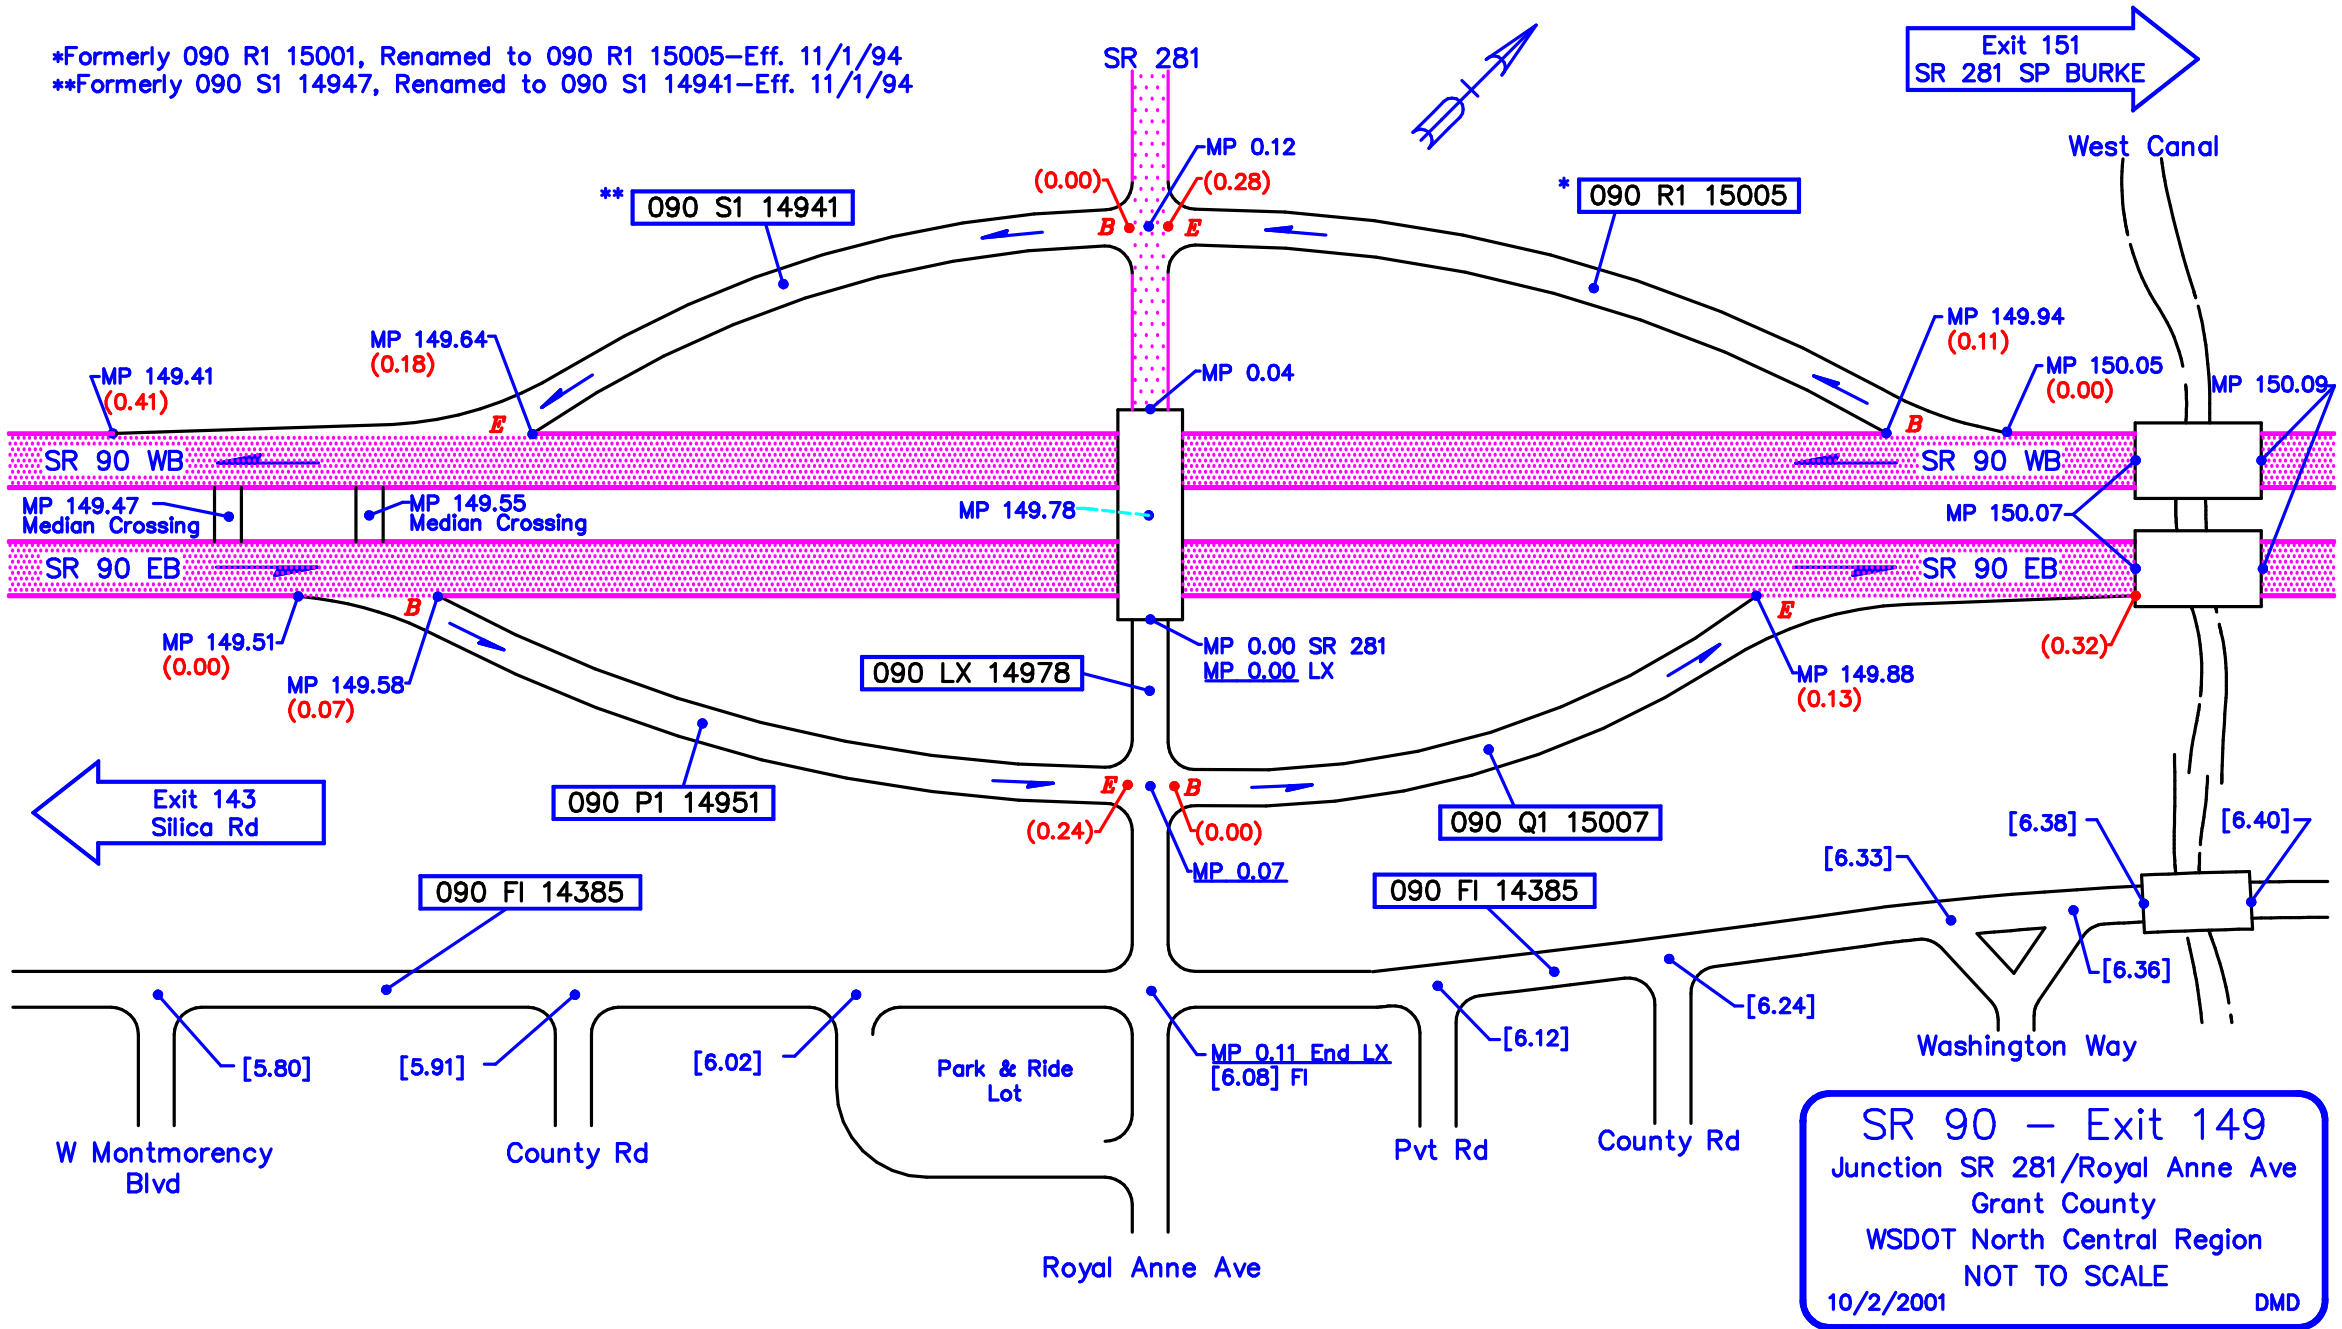 *Formerly 090 R1 15001, Renamed to 090 R1 15005-Eff. 11/1/94
**Formerly 090 S1 14947, Renamed to 090 S1 14941-Eff. 11/1/94
SR 281
Exit 151
SR 281 SP BURKE
West Canal
MP 0.12
(0.00)
(0.28)
** 090 S1 14941
* 090 R1 15005
B
E
MP 149.64
(0.18)
MP 149.94
(0.11)
MP 149.41
(0.41)
MP 0.04
MP 150.05
(0.00)
MP 150.09
E
B
SR 90 WB
SR 90 WB
MP 149.47
Median Crossing
MP 149.55
Median Crossing
MP 149.78
MP 150.07
SR 90 EB
SR 90 EB
B
E
MP 149.51
(0.00)
MP 149.58
(0.07)
090 LX 14978
MP 0.00 SR 281
MP 0.00 LX
MP 149.88
(0.13)
(0.32)
Exit 143
Silica Rd
090 P1 14951
E
B
(0.24)
(0.00)
MP 0.07
090 Q1 15007
[6.38]
[6.40]
[6.33]
090 FI 14385
090 FI 14385
[6.36]
[6.24]
[6.12]
[5.80]
[5.91]
[6.02]
Park & Ride
Lot
MP 0.11 End LX
[6.08] FI
Washington Way
W Montmorency
Blvd
County Rd
Pvt Rd
County Rd
Royal Anne Ave
SR 90 - Exit 149
Junction SR 281/Royal Anne Ave
Grant County
WSDOT North Central Region
NOT TO SCALE
10/2/2001
DMD